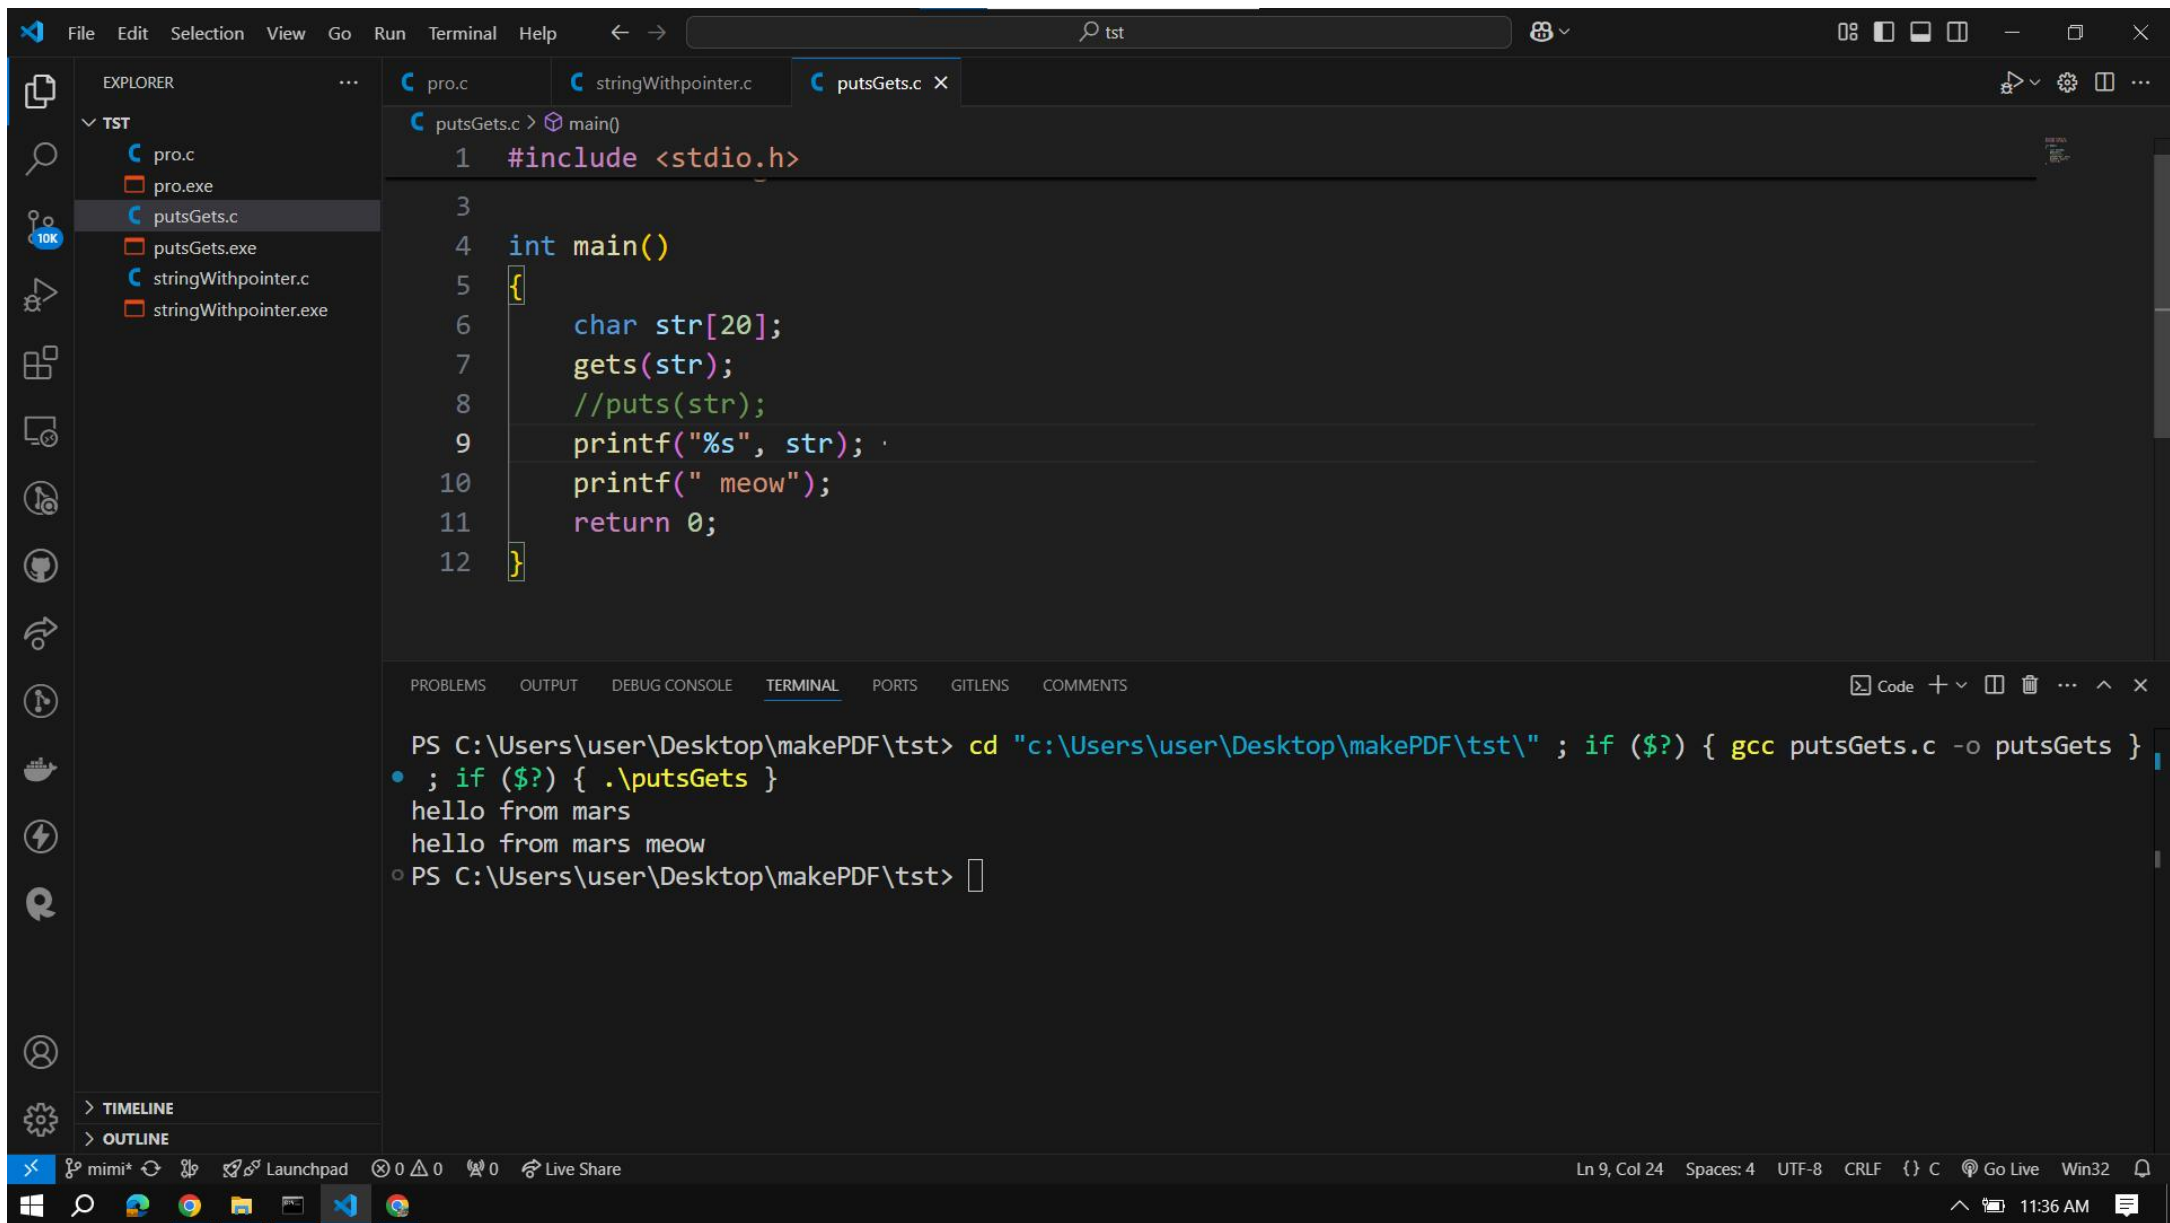 File Edit Selection View Go Run Terminal Help
tst
EXPLORER
pro.c
stringWithpointer.c
putsGets.c
TST
pro.c
pro.exe
putsGets.c
putsGets.exe
stringWithpointer.c
stringWithpointer.exe
10K
putsGets.c > main()
1 #include <stdio.h>
3
4 int main()
5 {
6 char str[20];
7 gets(str);
8 //puts(str);
9 printf("%s", str);
10 printf(" meow");
11 return 0;
12 }
PROBLEMS OUTPUT DEBUG CONSOLE TERMINAL PORTS GITLENS COMMENTS
Code
PS C:\Users\user\Desktop\makePDF\tst> cd "c:\Users\user\Desktop\makePDF\tst\" ; if ($?) { gcc putsGets.c -o putsGets }
; if ($?) { .\putsGets }
hello from mars
hello from mars meow
PS C:\Users\user\Desktop\makePDF\tst>
TIMELINE
OUTLINE
mimi* Launchpad 0 0 0 Live Share
Ln 9, Col 24 Spaces: 4 UTF-8 CRLF {} C Go Live Win32
11:36 AM